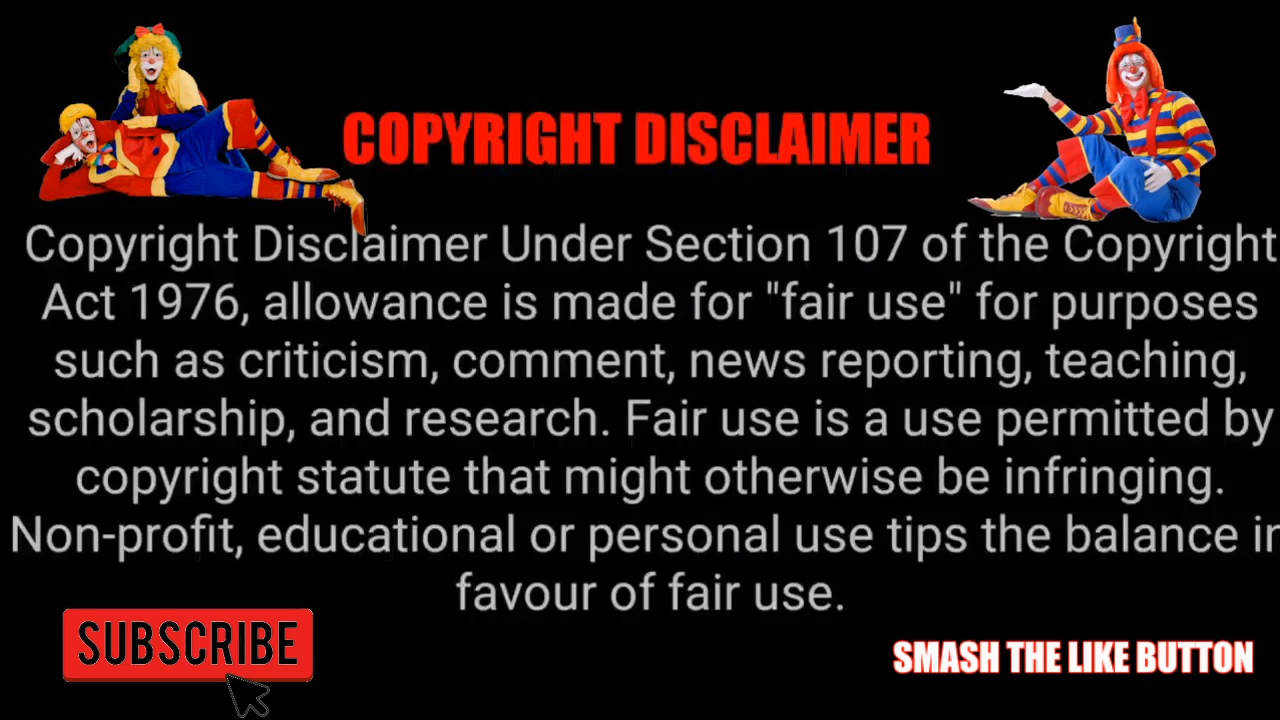 COPYRIGHT DISCLAIMER
Copyright Disclaimer Under Section 107 of the Copyright
Act 1976, allowance is made for "fair use" for purposes
such as criticism, comment, news reporting, teaching,
scholarship, and research. Fair use is a use permitted by
copyright statute that might otherwise be infringing.
Non-profit, educational or personal use tips the balance in
favour of fair use.
SUBSCRIBE
SMASH THE LIKE BUTTON